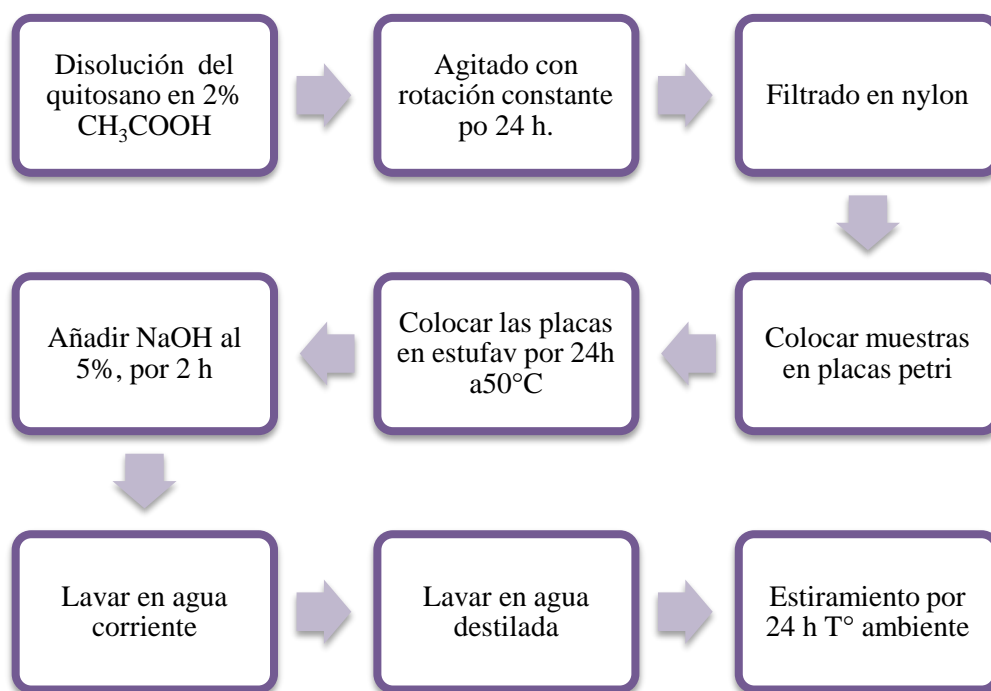 Disolución del
quitosano en 2%
CH₃COOH
Agitado con
rotación constante
po 24 h.
Filtrado en nylon
Colocar muestras
en placas petri
Colocar las placas
en estufav por 24h
a50°C
Añadir NaOH al
5%, por 2 h
Lavar en agua
corriente
Lavar en agua
destilada
Estiramiento por
24 h T° ambiente